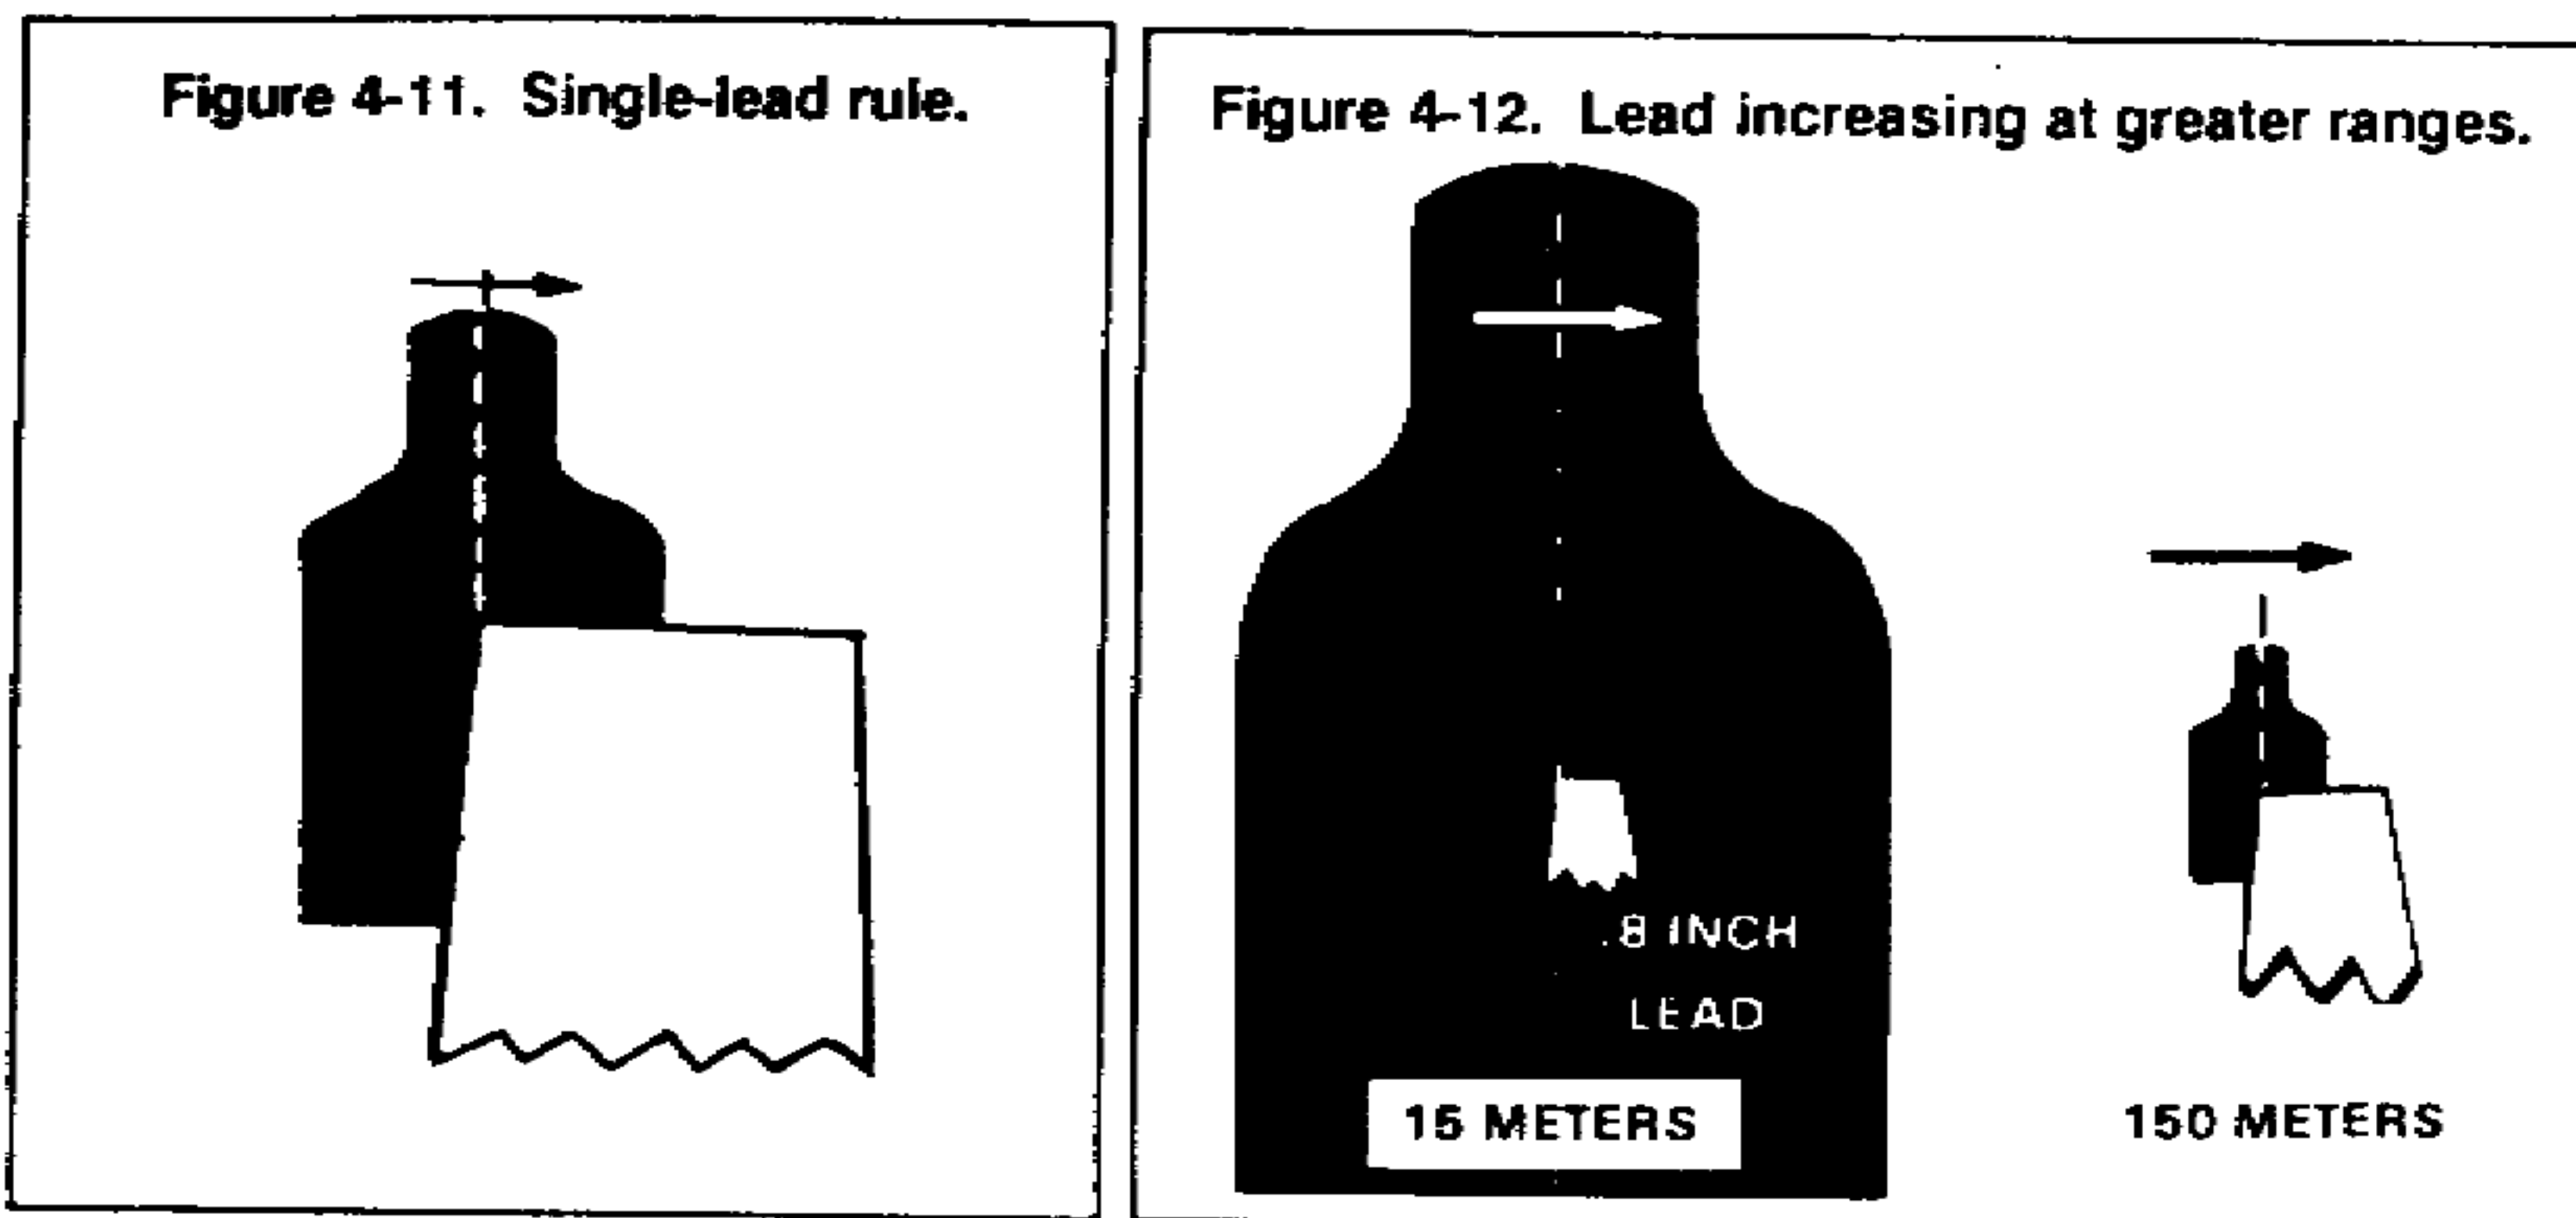 Figure 4-11. Single-lead rule.
Figure 4-12. Lead increasing at greater ranges.
.8 INCH
LEAD
15 METERS
150 METERS